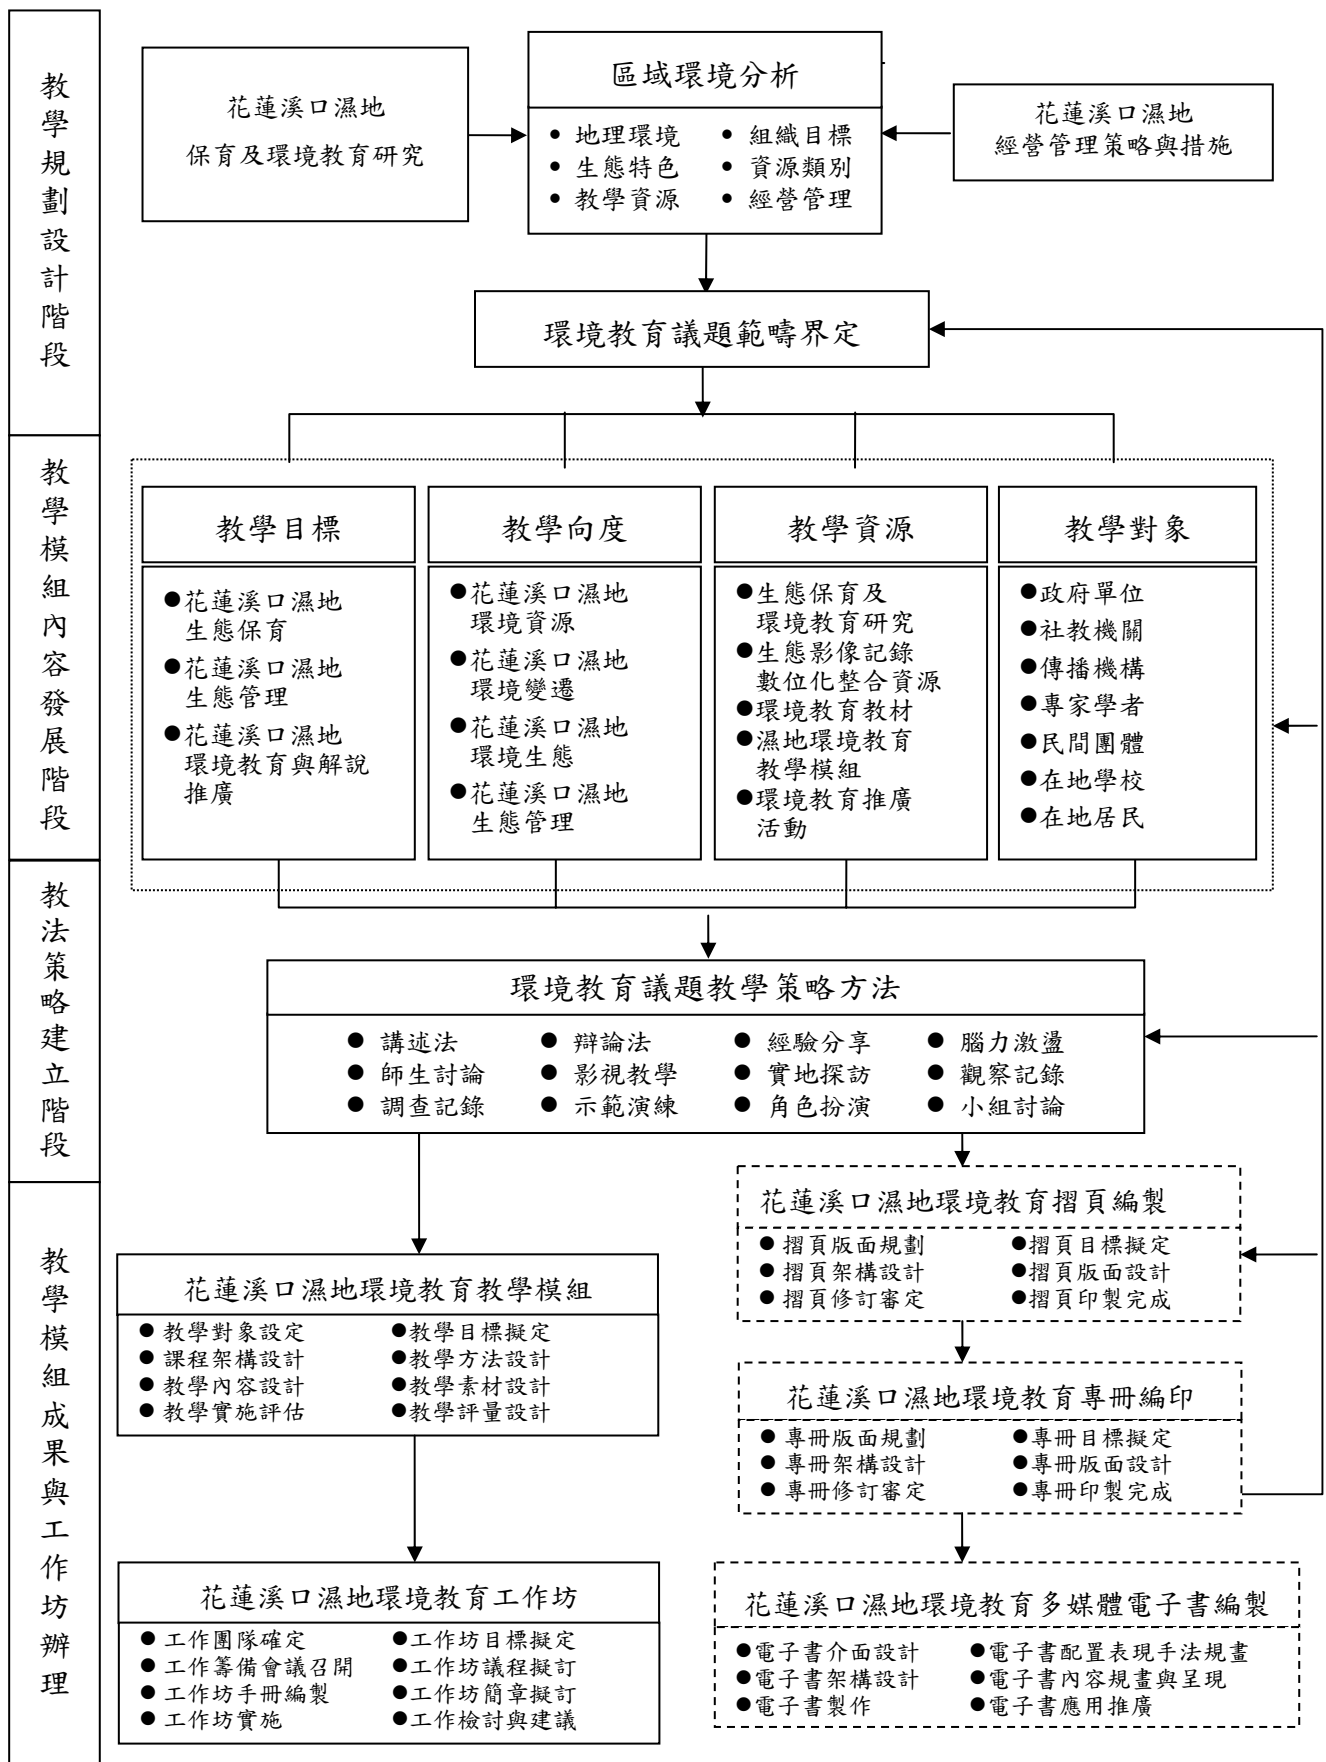 教學規劃設計階段
花蓮溪口濕地
保育及環境教育研究
區域環境分析
• 地理環境
• 生態特色
• 教學資源
• 組織目標
• 資源類別
• 經營管理
花蓮溪口濕地
經營管理策略與措施
環境教育議題範疇界定
教學模組內容發展階段
教學目標
●花蓮溪口濕地
生態保育
●花蓮溪口濕地
生態管理
●花蓮溪口濕地
環境教育與解說
推廣
教學向度
●花蓮溪口濕地
環境資源
●花蓮溪口濕地
環境變遷
●花蓮溪口濕地
環境生態
●花蓮溪口濕地
生態管理
教學資源
●生態保育及
環境教育研究
●生態影像記錄
數位化整合資源
●環境教育教材
●濕地環境教育
教學模組
●環境教育推廣
活動
教學對象
●政府單位
●社教機關
●傳播機構
●專家學者
●民間團體
●在地學校
●在地居民
教法策略建立階段
環境教育議題教學策略方法
● 講述法 ● 辯論法 ● 經驗分享 ● 腦力激盪
● 師生討論 ● 影視教學 ● 實地探訪 ● 觀察記錄
● 調查記錄 ● 示範演練 ● 角色扮演 ● 小組討論
教學模組成果與工作坊辦理
花蓮溪口濕地環境教育教學模組
● 教學對象設定 ●教學目標擬定
● 課程架構設計 ●教學方法設計
● 教學內容設計 ●教學素材設計
● 教學實施評估 ●教學評量設計
花蓮溪口濕地環境教育工作坊
● 工作團隊確定 ●工作坊目標擬定
● 工作籌備會議召開 ●工作坊議程擬訂
● 工作坊手冊編製 ●工作坊簡章擬訂
● 工作坊實施 ●工作檢討與建議
花蓮溪口濕地環境教育摺頁編製
● 摺頁版面規劃 ●摺頁目標擬定
● 摺頁架構設計 ●摺頁版面設計
● 摺頁修訂審定 ●摺頁印製完成
花蓮溪口濕地環境教育專冊編印
● 專冊版面規劃 ●專冊目標擬定
● 專冊架構設計 ●專冊版面設計
● 專冊修訂審定 ●專冊印製完成
花蓮溪口濕地環境教育多媒體電子書編製
●電子書介面設計 ●電子書配置表現手法規畫
●電子書架構設計 ●電子書內容規畫與呈現
●電子書製作 ●電子書應用推廣